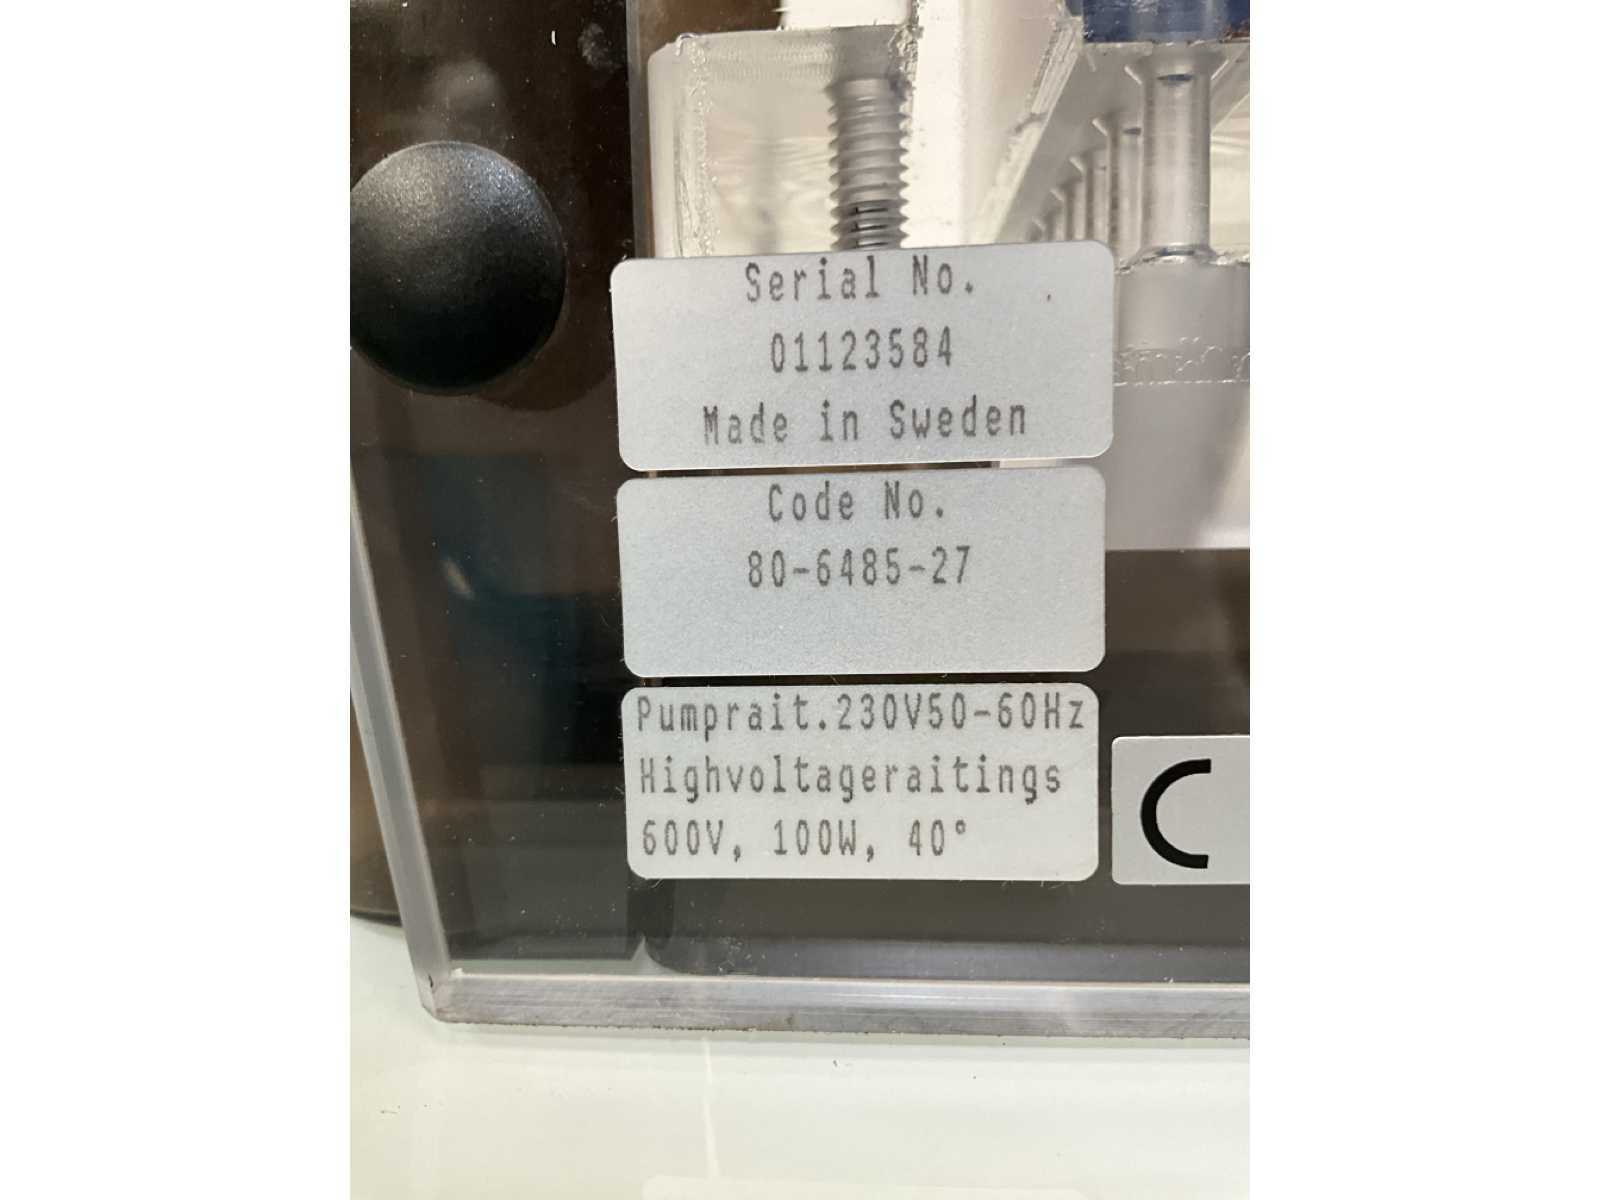 Serial No.
01123584
Made in Sweden
Code No.
80-6485-27
Pumprait.230V50-60Hz
Highvoltageraitings
600V, 100W, 40°